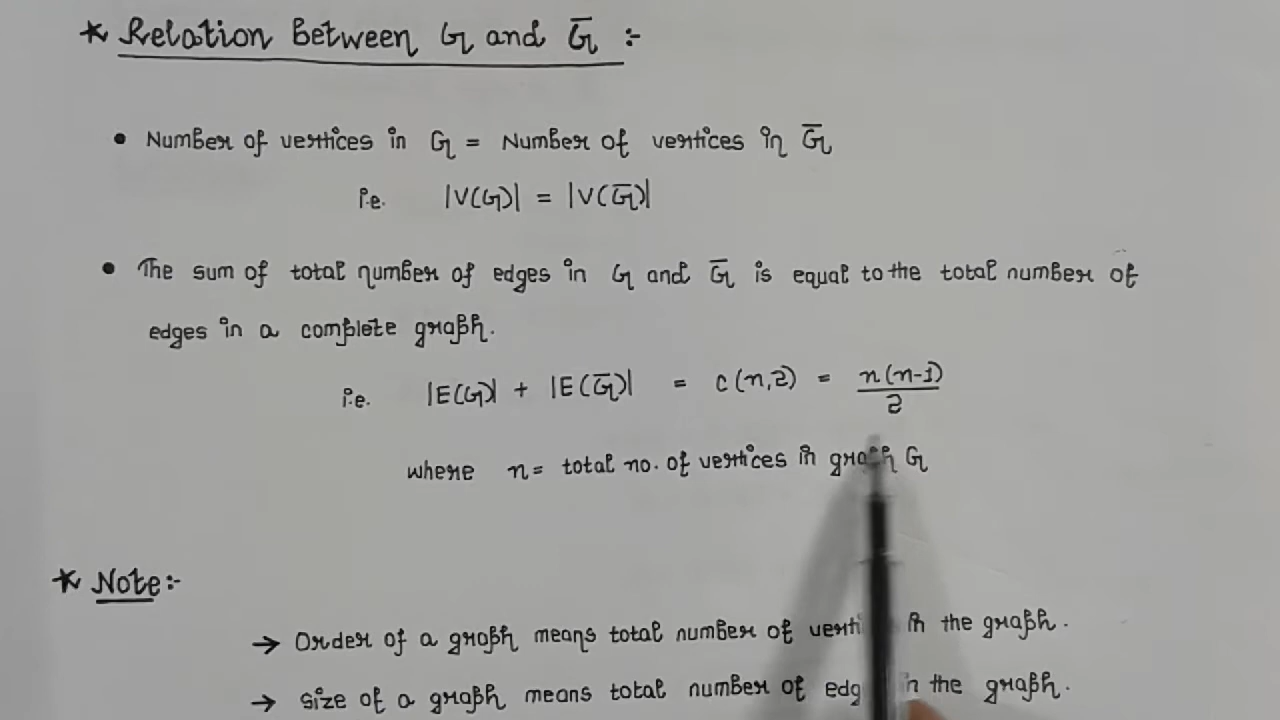 * Relation Between G and G̅ :-
• Number of vertices in G = Number of vertices in G̅
i.e. |V(G)| = |V(G̅)|
• The sum of total number of edges in G and G̅ is equal to the total number of
edges in a complete graph.
i.e. |E(G)| + |E(G̅)| = C(n,2) = n(n-1)/2
where n = total no. of vertices in graph G
* Note:-
→ Order of a graph means total number of in the graph.
→ size of a graph means total number of in the graph.